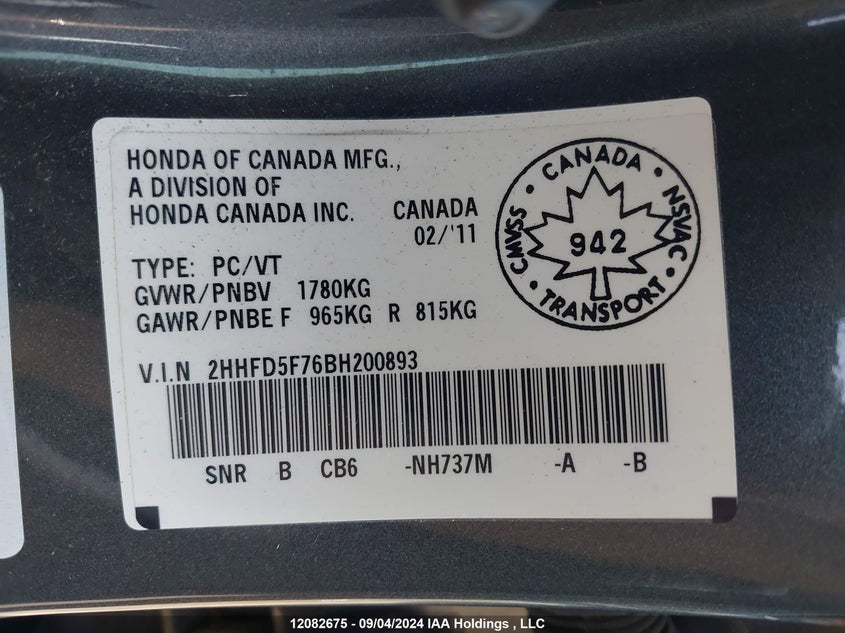 HONDA OF CANADA MFG.,
A DIVISION OF
HONDA CANADA INC. CANADA
02/'11
TYPE: PC/VT
GVWR/PNBV 1780KG
GAWR/PNBE F 965KG R 815KG
V.I.N 2HHFD5F76BH200893
SNR B CB6 -NH737M -A -B
· CANADA ·
CMVSS
NSVAC
942
· TRANSPORT ·
12082675 - 09/04/2024 IAA Holdings , LLC